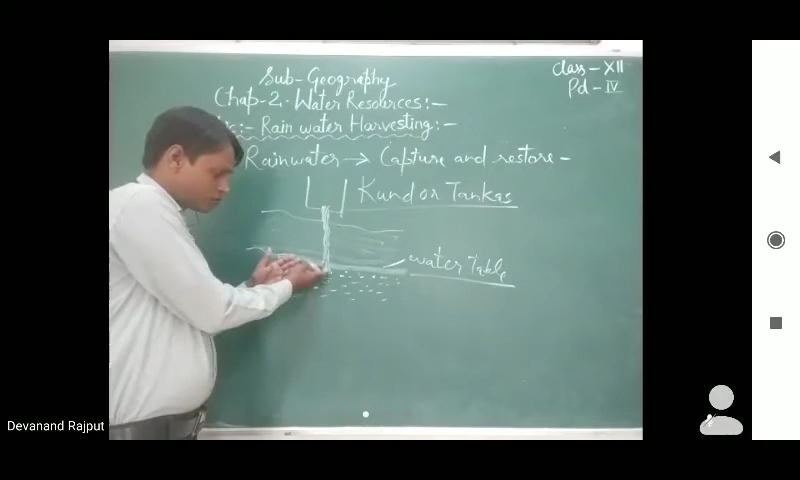 Sub- Geography
Class - XII
Pd - IV
Chap-2.- Water Resources:-
:- Rain water Harvesting:-
Rainwater → Capture and restore -
Kund or Tankas
Water Table
Devanand Rajput